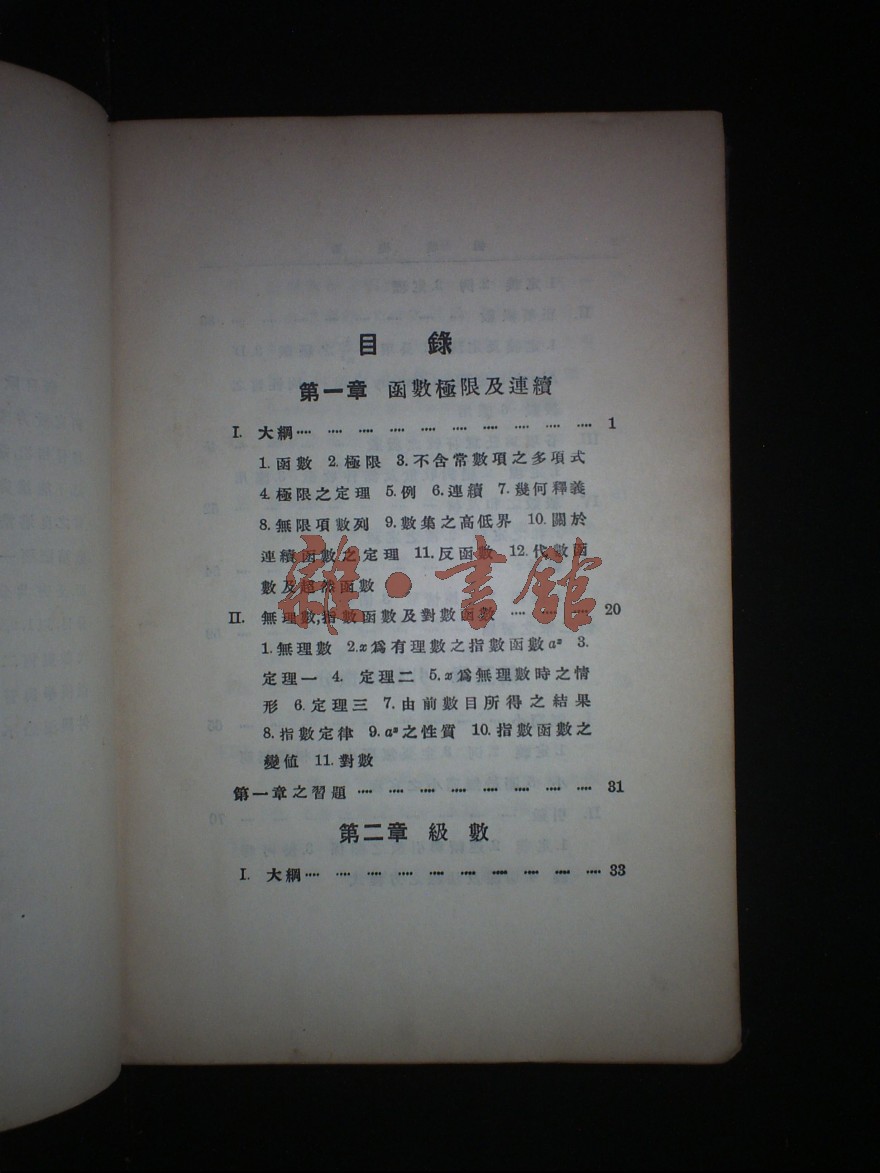 目 錄
第一章 函數極限及連續
I. 大綱 ···· ···· ···· ···· ···· ···· ···· ···· ···· ···· 1
1. 函數 2. 極限 3. 不含常數項之多項式
4. 極限之定理 5. 例 6. 連續 7. 幾何釋義
8. 無限項數列 9. 數集之高低界 10. 關於
連續函數之定理 11. 反函數 12. 代數函
數及超然函數
雜·書館
II. 無理數,指數函數及對數函數 ···· ···· ···· 20
1. 無理數 2. x爲有理數之指數函數aˣ 3.
定理一 4. 定理二 5. x爲無理數時之情
形 6. 定理三 7. 由前數目所得之結果
8. 指數定律 9. aˣ之性質 10. 指數函數之
變值 11. 對數
第一章之習題 ···· ···· ···· ···· ···· ···· ···· ···· 31
第二章 級 數
I. 大綱 ···· ···· ···· ···· ···· ···· ···· ···· ···· ···· 33